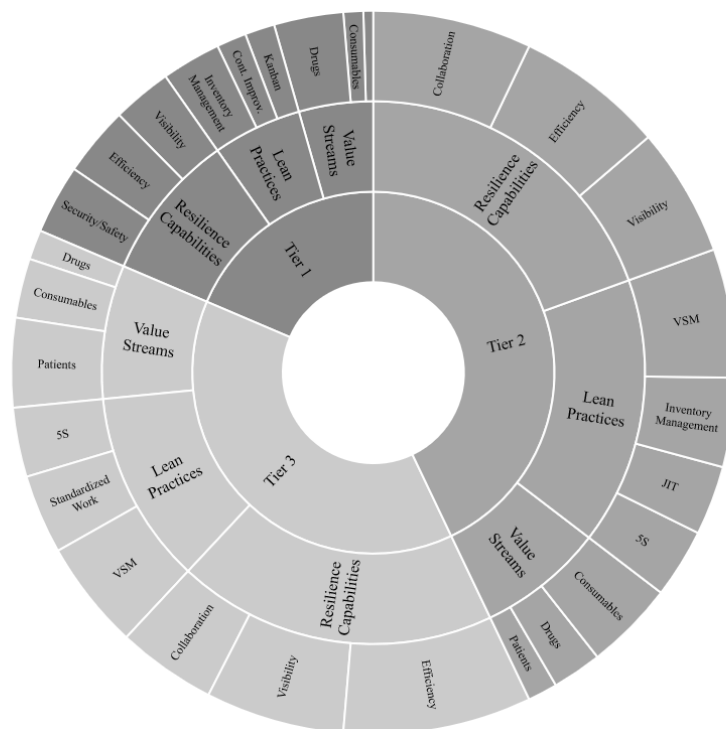 Tier 1
Resilience
Capabilities
Security/Safety
Efficiency
Visibility
Lean
Practices
Inventory
Management
Cont. Improv.
Kanban
Value
Streams
Drugs
Consumables
Tier 2
Resilience
Capabilities
Collaboration
Efficiency
Visibility
Lean
Practices
VSM
Inventory
Management
JIT
5S
Value
Streams
Consumables
Drugs
Patients
Tier 3
Resilience
Capabilities
Efficiency
Visibility
Collaboration
Lean
Practices
VSM
Standardized
Work
5S
Value
Streams
Patients
Consumables
Drugs